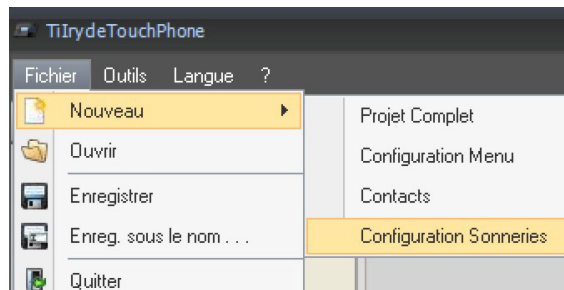 TiIrydeTouchPhone
Fichier Outils Langue ?
Nouveau
Ouvrir
Enregistrer
Enreg. sous le nom . . .
Quitter
Projet Complet
Configuration Menu
Contacts
Configuration Sonneries